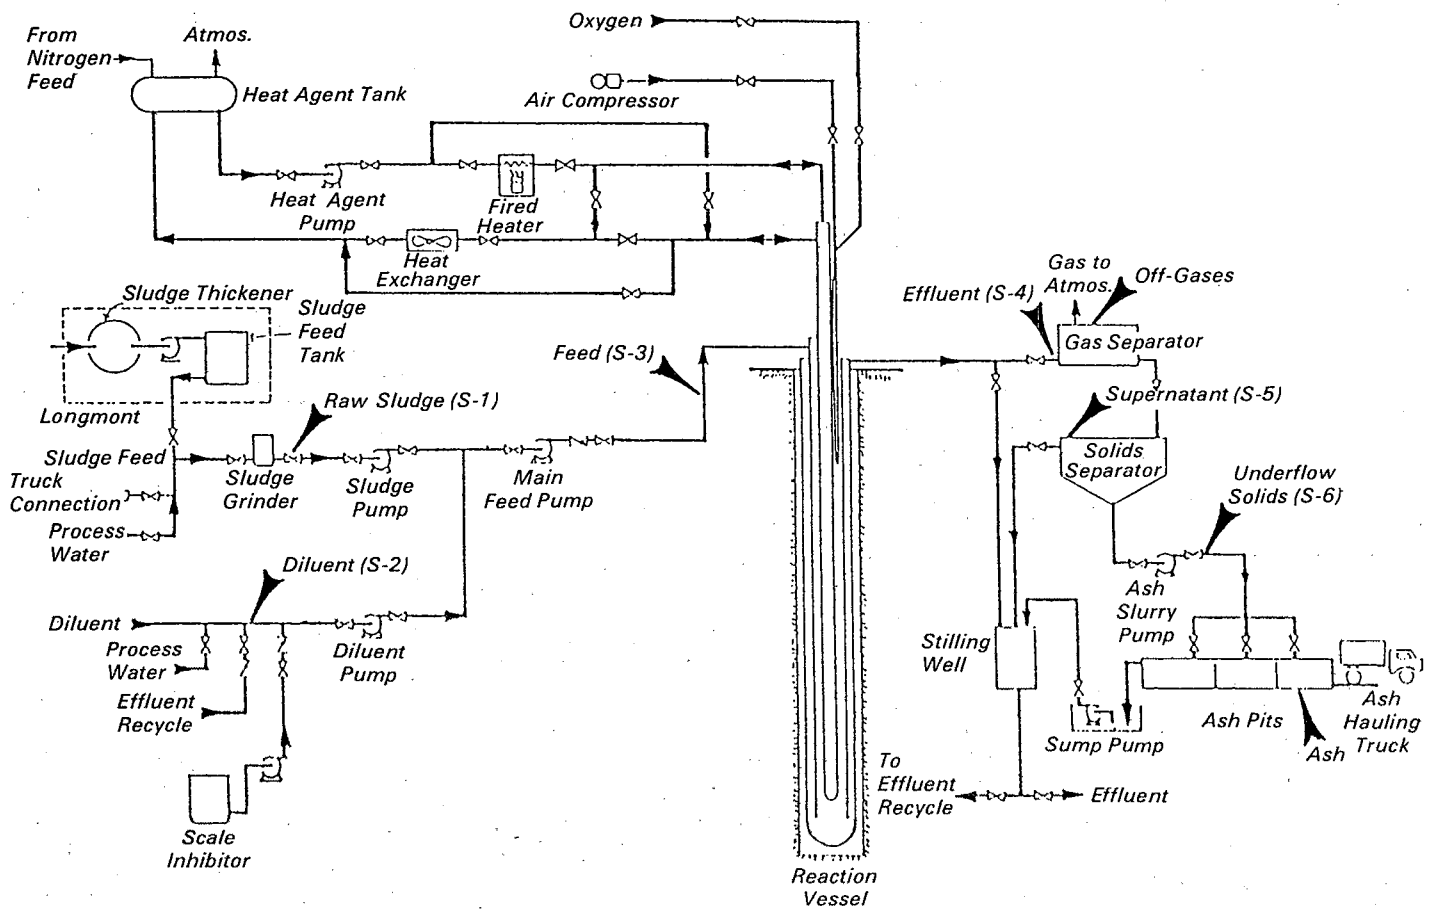 From
Nitrogen
Feed
Atmos.
Heat Agent Tank
Oxygen
Air Compressor
Heat Agent
Pump
Fired
Heater
Heat
Exchanger
Sludge Thickener
Sludge
Feed
Tank
Longmont
Raw Sludge (S-1)
Feed (S-3)
Sludge Feed
Truck
Connection
Process
Water
Sludge
Grinder
Sludge
Pump
Main
Feed Pump
Diluent (S-2)
Diluent
Process
Water
Effluent
Recycle
Diluent
Pump
Scale
Inhibitor
Reaction
Vessel
Effluent (S-4)
Gas to
Atmos.
Off-Gases
Gas Separator
Supernatant (S-5)
Solids
Separator
Underflow
Solids (S-6)
Ash
Slurry
Pump
Stilling
Well
Sump Pump
Ash Pits
Ash
Ash
Hauling
Truck
To
Effluent
Recycle
Effluent